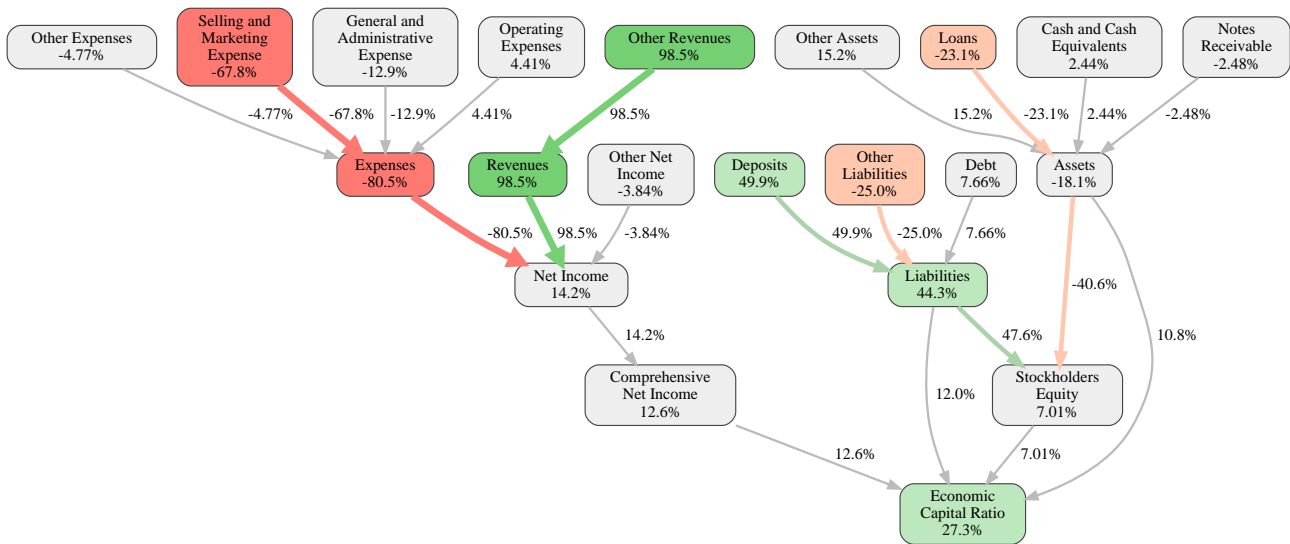 Other Expenses
-4.77%
Selling and
Marketing
Expense
-67.8%
General and
Administrative
Expense
-12.9%
Operating
Expenses
4.41%
Other Revenues
98.5%
Other Assets
15.2%
Loans
-23.1%
Cash and Cash
Equivalents
2.44%
Notes
Receivable
-2.48%
-4.77%
-67.8%
-12.9%
4.41%
98.5%
15.2%
-23.1%
2.44%
-2.48%
Expenses
-80.5%
Revenues
98.5%
Other Net
Income
-3.84%
Deposits
49.9%
Other
Liabilities
-25.0%
Debt
7.66%
Assets
-18.1%
-80.5%
98.5%
-3.84%
49.9%
-25.0%
7.66%
Net Income
14.2%
Liabilities
44.3%
-40.6%
14.2%
47.6%
10.8%
Comprehensive
Net Income
12.6%
12.0%
Stockholders
Equity
7.01%
12.6%
7.01%
Economic
Capital Ratio
27.3%